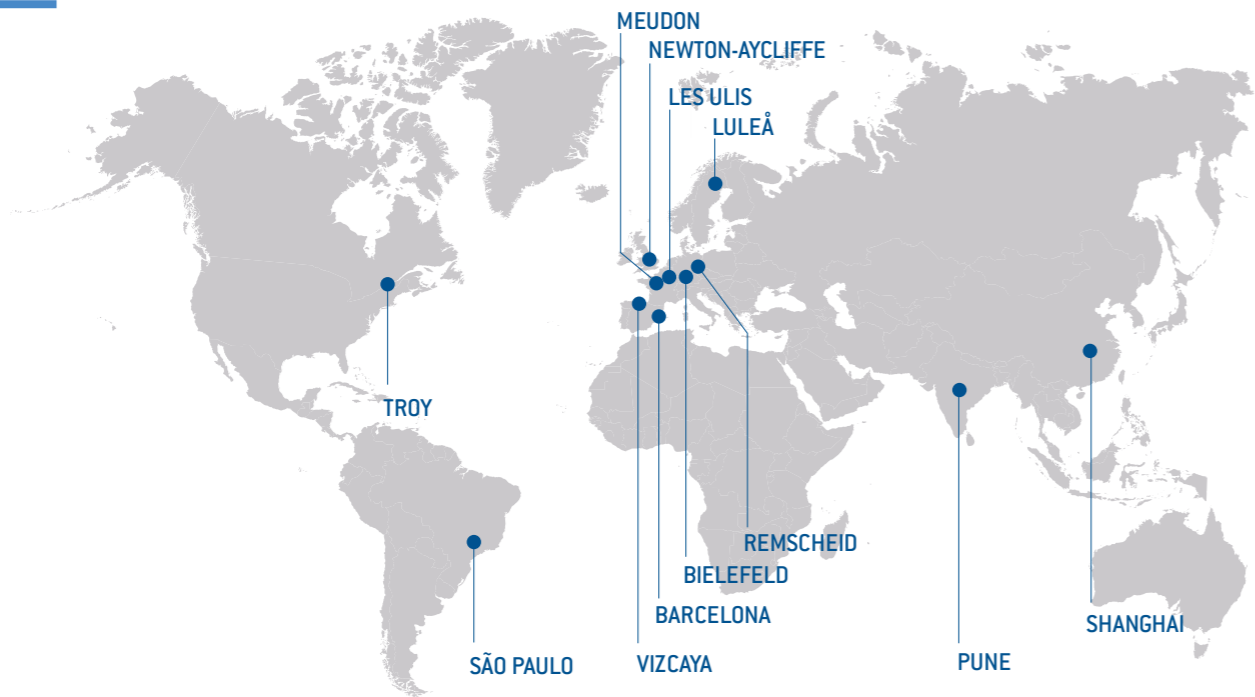 MEUDON
NEWTON-AYCLIFFE
LES ULIS
LULEÅ
TROY
REMSCHEID
BIELEFELD
BARCELONA
SHANGHAI
SÃO PAULO
VIZCAYA
PUNE